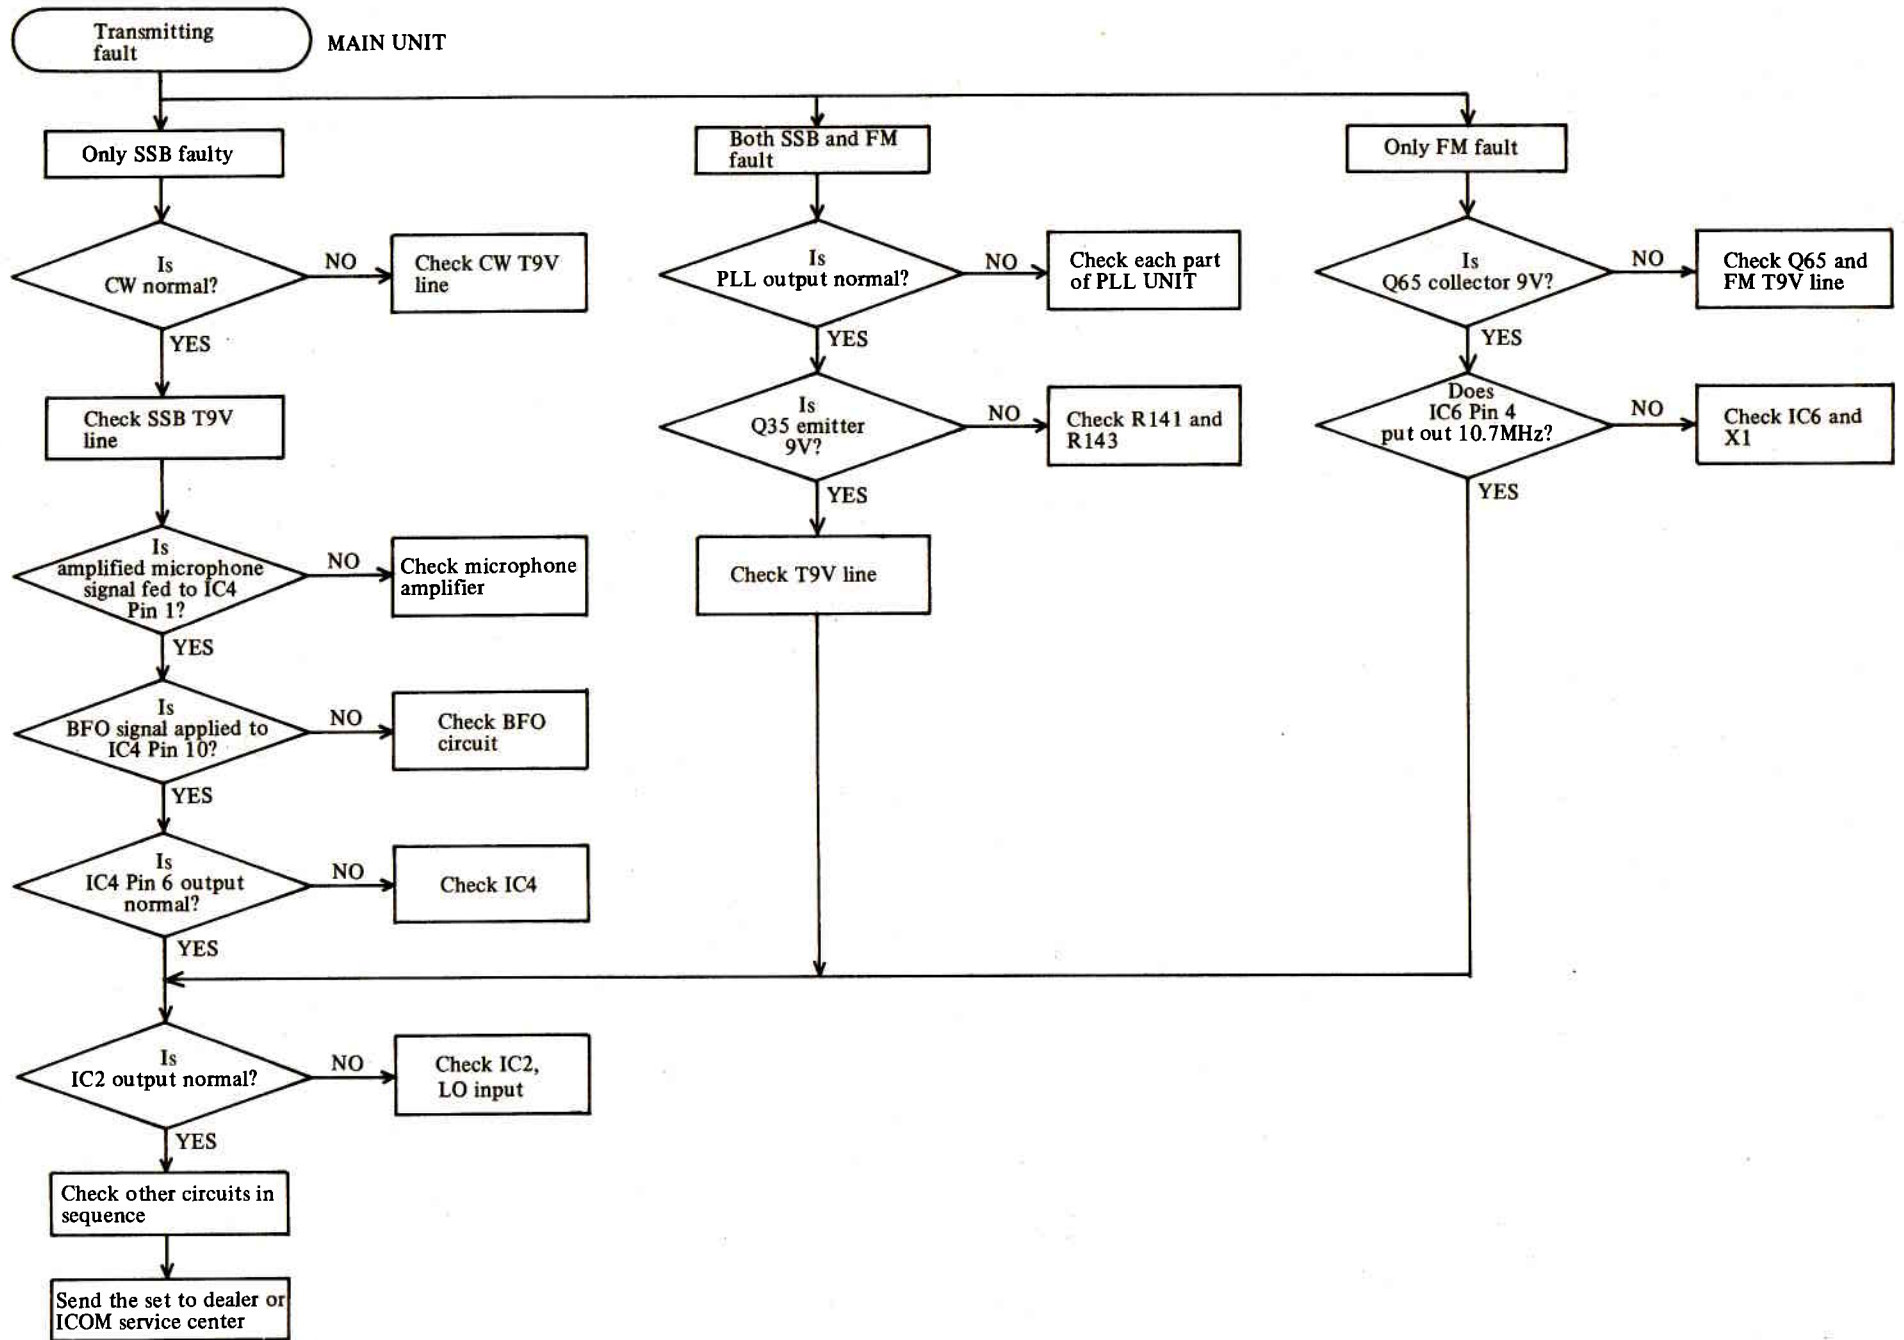 Transmitting
fault
MAIN UNIT
Only SSB faulty
Is
CW normal?
NO
Check CW T9V
line
YES
Check SSB T9V
line
Is
amplified microphone
signal fed to IC4
Pin 1?
NO
Check microphone
amplifier
YES
Is
BFO signal applied to
IC4 Pin 10?
NO
Check BFO
circuit
YES
Is
IC4 Pin 6 output
normal?
NO
Check IC4
YES
Both SSB and FM
fault
Is
PLL output normal?
NO
Check each part
of PLL UNIT
YES
Is
Q35 emitter
9V?
NO
Check R141 and
R143
YES
Check T9V line
Only FM fault
Is
Q65 collector 9V?
NO
Check Q65 and
FM T9V line
YES
Does
IC6 Pin 4
put out 10.7MHz?
NO
Check IC6 and
X1
YES
Is
IC2 output normal?
NO
Check IC2,
LO input
YES
Check other circuits in
sequence
Send the set to dealer or
ICOM service center